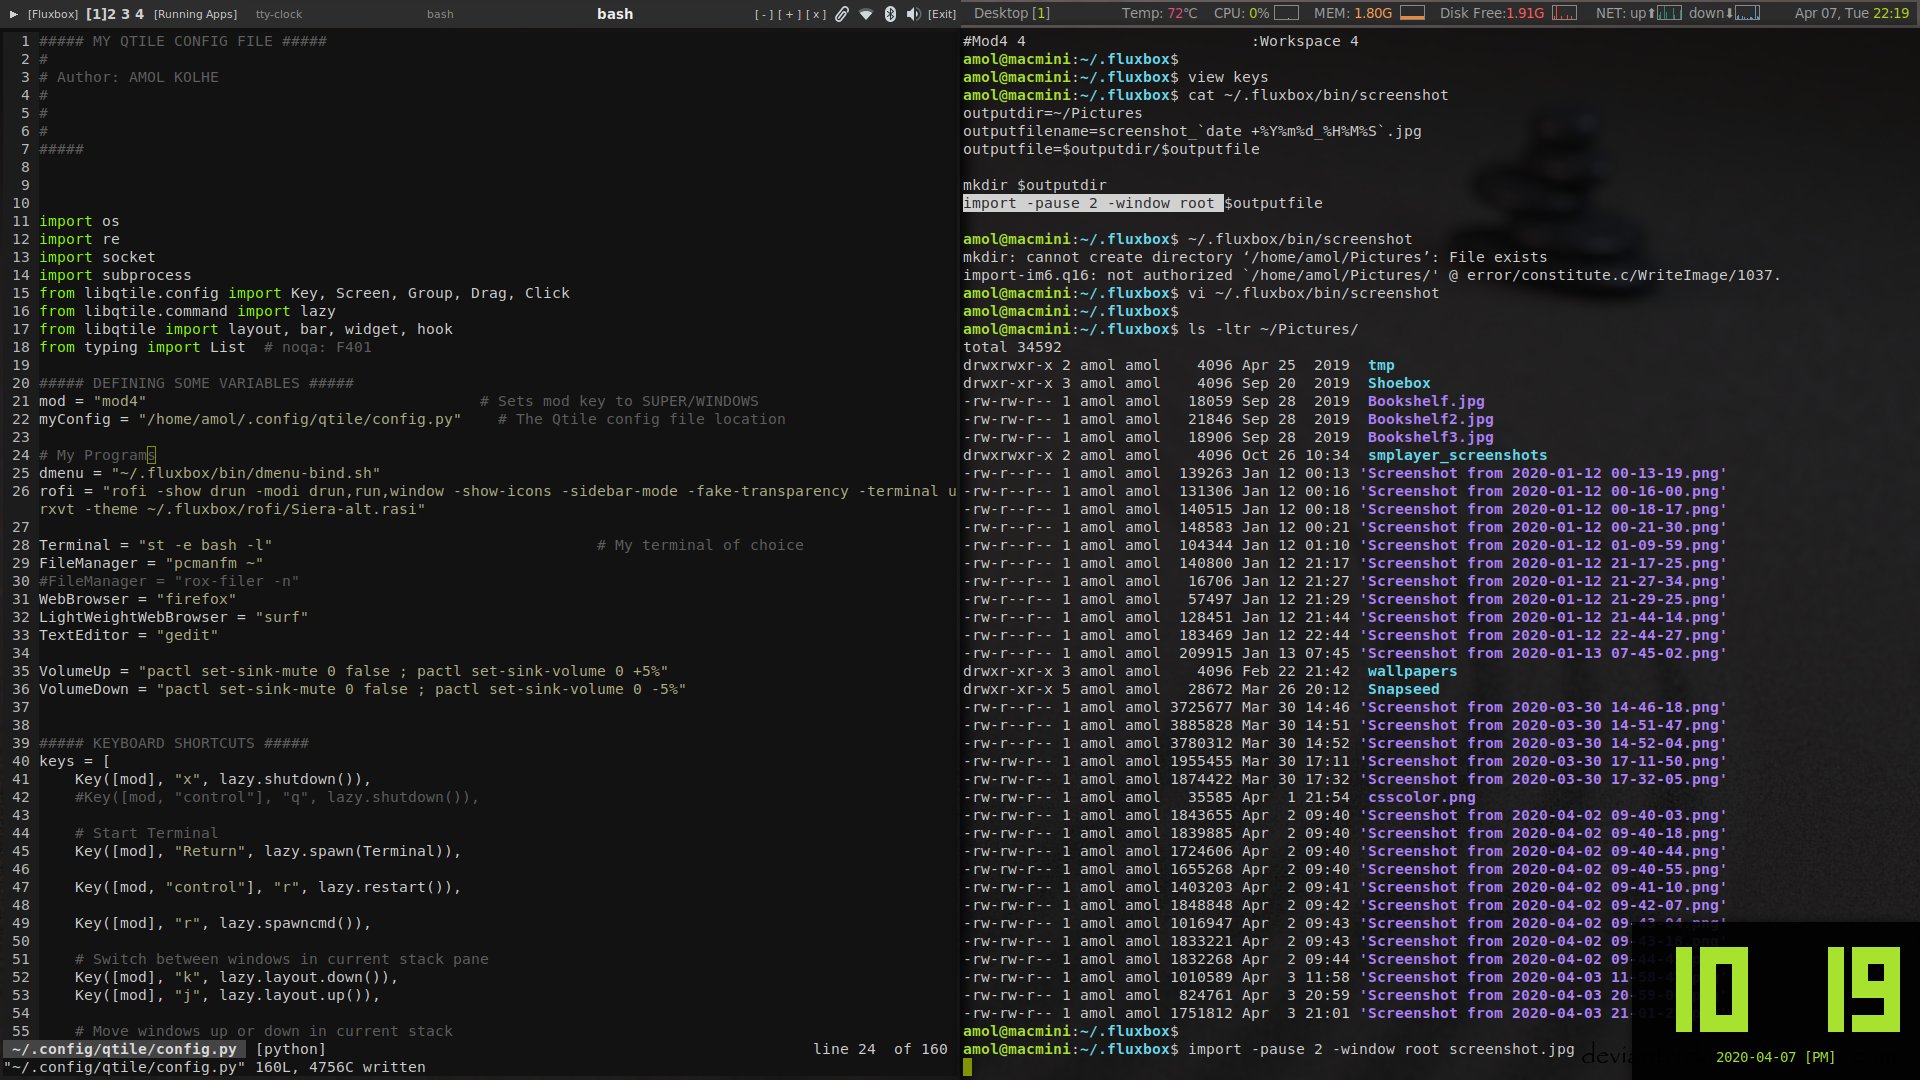 [Fluxbox] [1]2 3 4 [Running Apps] tty-clock bash bash [ - ] [ + ] [ x ] [Exit]
Desktop [1] Temp: 72°C CPU: 0% MEM: 1.80G Disk Free:1.91G NET: up⬆ down⬇ Apr 07, Tue 22:19
1 ##### MY QTILE CONFIG FILE #####
2 #
3 # Author: AMOL KOLHE
4 #
5 #
6 #
7 #####
8
9
10
11 import os
12 import re
13 import socket
14 import subprocess
15 from libqtile.config import Key, Screen, Group, Drag, Click
16 from libqtile.command import lazy
17 from libqtile import layout, bar, widget, hook
18 from typing import List  # noqa: F401
19
20 ##### DEFINING SOME VARIABLES #####
21 mod = "mod4" # Sets mod key to SUPER/WINDOWS
22 myConfig = "/home/amol/.config/qtile/config.py" # The Qtile config file location
23
24 # My Programs
25 dmenu = "~/.fluxbox/bin/dmenu-bind.sh"
26 rofi = "rofi -show drun -modi drun,run,window -show-icons -sidebar-mode -fake-transparency -terminal u
rxvt -theme ~/.fluxbox/rofi/Siera-alt.rasi"
27
28 Terminal = "st -e bash -l" # My terminal of choice
29 FileManager = "pcmanfm ~"
30 #FileManager = "rox-filer -n"
31 WebBrowser = "firefox"
32 LightWeightWebBrowser = "surf"
33 TextEditor = "gedit"
34
35 VolumeUp = "pactl set-sink-mute 0 false ; pactl set-sink-volume 0 +5%"
36 VolumeDown = "pactl set-sink-mute 0 false ; pactl set-sink-volume 0 -5%"
37
38
39 ##### KEYBOARD SHORTCUTS #####
40 keys = [
41     Key([mod], "x", lazy.shutdown()),
42     #Key([mod, "control"], "q", lazy.shutdown()),
43
44     # Start Terminal
45     Key([mod], "Return", lazy.spawn(Terminal)),
46
47     Key([mod, "control"], "r", lazy.restart()),
48
49     Key([mod], "r", lazy.spawncmd()),
50
51     # Switch between windows in current stack pane
52     Key([mod], "k", lazy.layout.down()),
53     Key([mod], "j", lazy.layout.up()),
54
55     # Move windows up or down in current stack
~/.config/qtile/config.py [python] line 24 of 160
"~/.config/qtile/config.py" 160L, 4756C written
#Mod4 4 :Workspace 4
amol@macmini:~/.fluxbox$
amol@macmini:~/.fluxbox$ view keys
amol@macmini:~/.fluxbox$ cat ~/.fluxbox/bin/screenshot
outputdir=~/Pictures
outputfilename=screenshot_`date +%Y%m%d_%H%M%S`.jpg
outputfile=$outputdir/$outputfile

mkdir $outputdir
import -pause 2 -window root $outputfile

amol@macmini:~/.fluxbox$ ~/.fluxbox/bin/screenshot
mkdir: cannot create directory ‘/home/amol/Pictures’: File exists
import-im6.q16: not authorized `/home/amol/Pictures/' @ error/constitute.c/WriteImage/1037.
amol@macmini:~/.fluxbox$ vi ~/.fluxbox/bin/screenshot
amol@macmini:~/.fluxbox$
amol@macmini:~/.fluxbox$ ls -ltr ~/Pictures/
total 34592
drwxrwxr-x 2 amol amol 4096 Apr 25 2019 tmp
drwxr-xr-x 3 amol amol 4096 Sep 20 2019 Shoebox
-rw-rw-r-- 1 amol amol 18059 Sep 28 2019 Bookshelf.jpg
-rw-rw-r-- 1 amol amol 21846 Sep 28 2019 Bookshelf2.jpg
-rw-rw-r-- 1 amol amol 18906 Sep 28 2019 Bookshelf3.jpg
drwxrwxr-x 2 amol amol 4096 Oct 26 10:34 smplayer_screenshots
-rw-r--r-- 1 amol amol 139263 Jan 12 00:13 'Screenshot from 2020-01-12 00-13-19.png'
-rw-r--r-- 1 amol amol 131306 Jan 12 00:16 'Screenshot from 2020-01-12 00-16-00.png'
-rw-r--r-- 1 amol amol 140515 Jan 12 00:18 'Screenshot from 2020-01-12 00-18-17.png'
-rw-r--r-- 1 amol amol 148583 Jan 12 00:21 'Screenshot from 2020-01-12 00-21-30.png'
-rw-r--r-- 1 amol amol 104344 Jan 12 01:10 'Screenshot from 2020-01-12 01-09-59.png'
-rw-r--r-- 1 amol amol 140800 Jan 12 21:17 'Screenshot from 2020-01-12 21-17-25.png'
-rw-r--r-- 1 amol amol 16706 Jan 12 21:27 'Screenshot from 2020-01-12 21-27-34.png'
-rw-r--r-- 1 amol amol 57497 Jan 12 21:29 'Screenshot from 2020-01-12 21-29-25.png'
-rw-r--r-- 1 amol amol 128451 Jan 12 21:44 'Screenshot from 2020-01-12 21-44-14.png'
-rw-r--r-- 1 amol amol 183469 Jan 12 22:44 'Screenshot from 2020-01-12 22-44-27.png'
-rw-r--r-- 1 amol amol 209915 Jan 13 07:45 'Screenshot from 2020-01-13 07-45-02.png'
drwxr-xr-x 3 amol amol 4096 Feb 22 21:42 wallpapers
drwxr-xr-x 5 amol amol 28672 Mar 26 20:12 Snapseed
-rw-r--r-- 1 amol amol 3725677 Mar 30 14:46 'Screenshot from 2020-03-30 14-46-18.png'
-rw-rw-r-- 1 amol amol 3885828 Mar 30 14:51 'Screenshot from 2020-03-30 14-51-47.png'
-rw-rw-r-- 1 amol amol 3780312 Mar 30 14:52 'Screenshot from 2020-03-30 14-52-04.png'
-rw-rw-r-- 1 amol amol 1955455 Mar 30 17:11 'Screenshot from 2020-03-30 17-11-50.png'
-rw-rw-r-- 1 amol amol 1874422 Mar 30 17:32 'Screenshot from 2020-03-30 17-32-05.png'
-rw-rw-r-- 1 amol amol 35585 Apr 1 21:54 csscolor.png
-rw-rw-r-- 1 amol amol 1843655 Apr 2 09:40 'Screenshot from 2020-04-02 09-40-03.png'
-rw-rw-r-- 1 amol amol 1839885 Apr 2 09:40 'Screenshot from 2020-04-02 09-40-18.png'
-rw-rw-r-- 1 amol amol 1724606 Apr 2 09:40 'Screenshot from 2020-04-02 09-40-44.png'
-rw-rw-r-- 1 amol amol 1655268 Apr 2 09:40 'Screenshot from 2020-04-02 09-40-55.png'
-rw-rw-r-- 1 amol amol 1403203 Apr 2 09:41 'Screenshot from 2020-04-02 09-41-10.png'
-rw-rw-r-- 1 amol amol 1848848 Apr 2 09:42 'Screenshot from 2020-04-02 09-42-07.png'
-rw-rw-r-- 1 amol amol 1016947 Apr 2 09:43 'Screenshot from 2020-04-02
-rw-rw-r-- 1 amol amol 1833221 Apr 2 09:43 'Screenshot from 2020-04-02
-rw-rw-r-- 1 amol amol 1832268 Apr 2 09:44 'Screenshot from 2020-04-02
-rw-rw-r-- 1 amol amol 1010589 Apr 3 11:58 'Screenshot from 2020-04-03
-rw-rw-r-- 1 amol amol 824761 Apr 3 20:59 'Screenshot from 2020-04-03
-rw-rw-r-- 1 amol amol 1751812 Apr 3 21:01 'Screenshot from 2020-04-03
amol@macmini:~/.fluxbox$
amol@macmini:~/.fluxbox$ import -pause 2 -window root screenshot.jpg
10 19
2020-04-07 [PM]